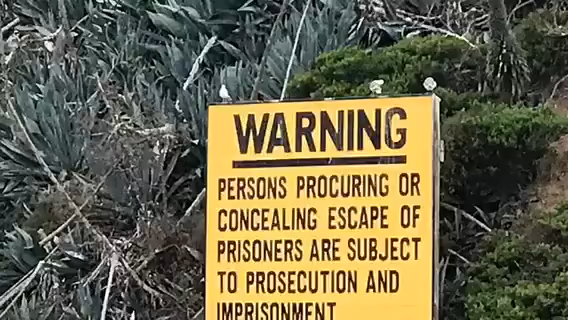 WARNING
PERSONS PROCURING OR
CONCEALING ESCAPE OF
PRISONERS ARE SUBJECT
TO PROSECUTION AND
IMPRISONMENT